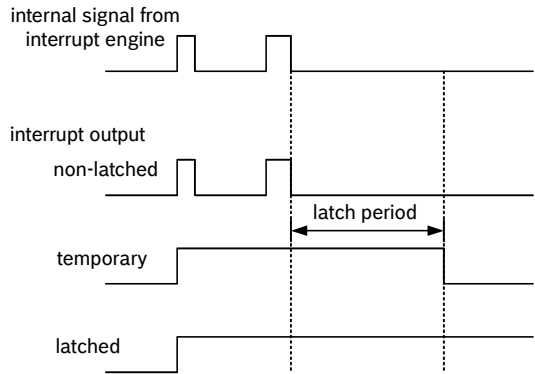 internal signal from
interrupt engine
interrupt output
non-latched
latch period
temporary
latched